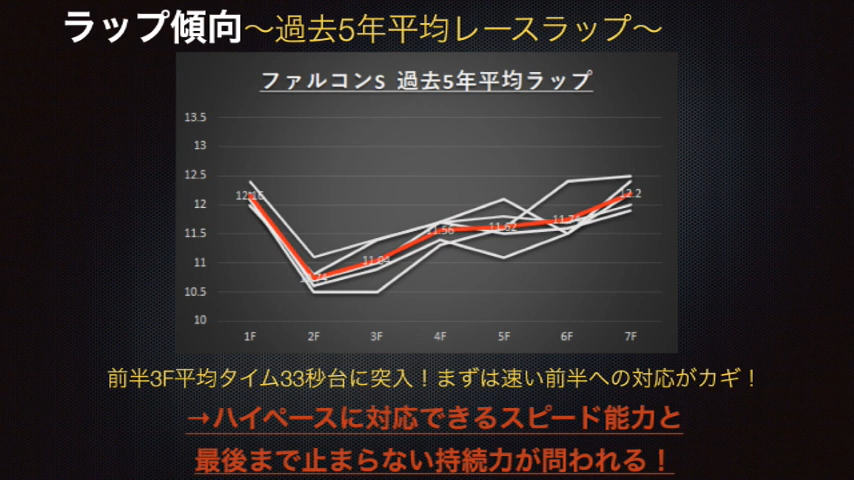 ラップ傾向～過去5年平均レースラップ～
ファルコンS 過去5年平均ラップ
13.5
13
12.5
12
11.5
11
10.5
10
12.16
10.74
11.04
11.56
11.62
11.74
12.2
1F 2F 3F 4F 5F 6F 7F
前半3F平均タイム33秒台に突入！まずは速い前半への対応がカギ！
→ハイペースに対応できるスピード能力と
最後まで止まらない持続力が問われる！